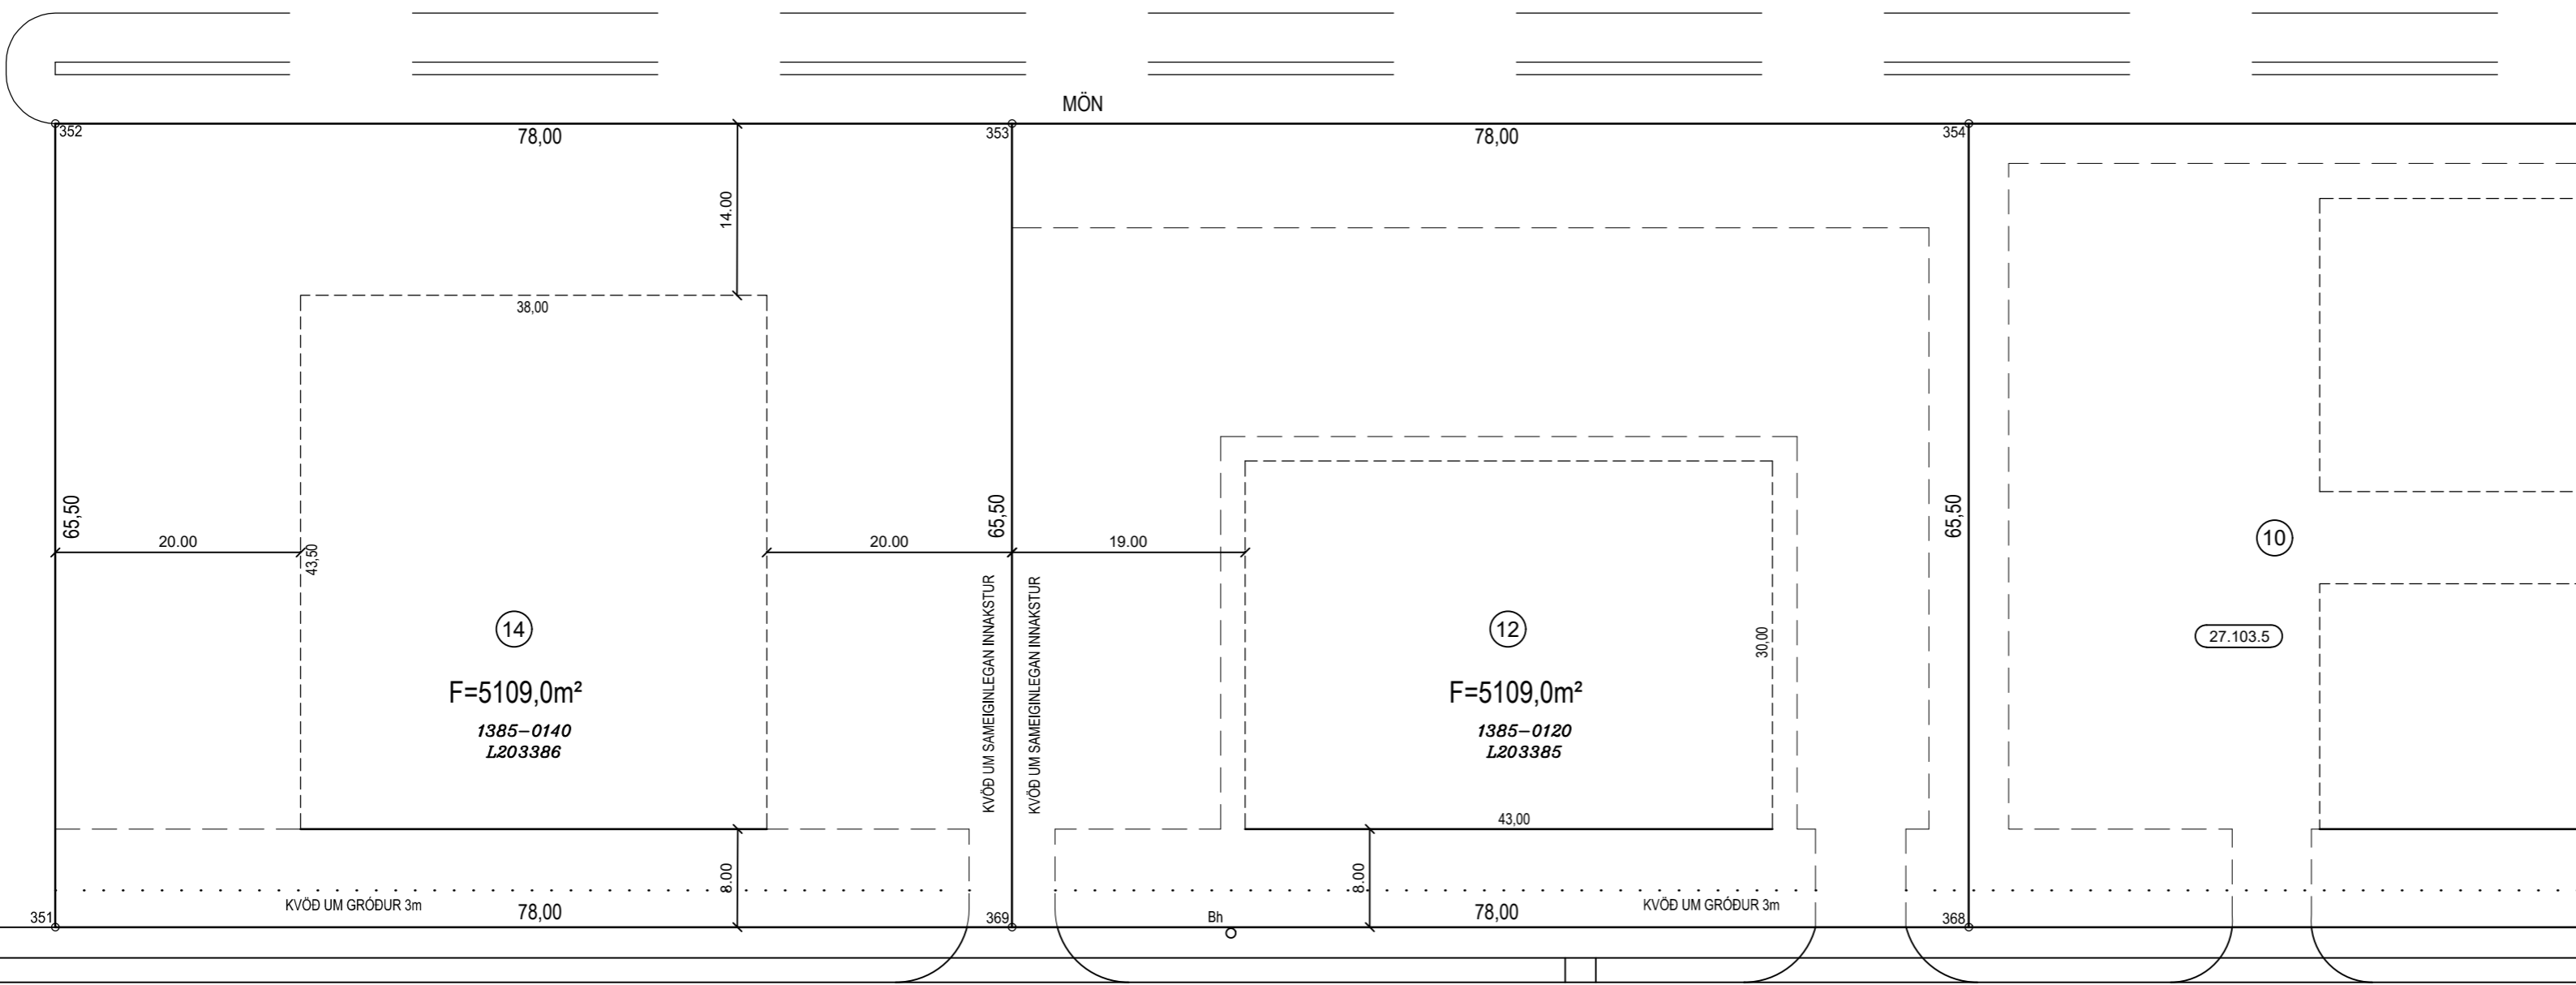 MÖN
352
78,00
353
78,00
354
14.00
38,00
65,50
20.00
43,50
20.00
65,50
19.00
65,50
10
14
12
30,00
27.103.5
F=5109,0m²
1385-0140
L203386
KVÖÐ UM SAMEIGINLEGAN INNAKSTUR
KVÖÐ UM SAMEIGINLEGAN INNAKSTUR
F=5109,0m²
1385-0120
L203385
43,00
8.00
8.00
KVÖÐ UM GRÓÐUR 3m
KVÖÐ UM GRÓÐUR 3m
351
78,00
369
Bh
78,00
368